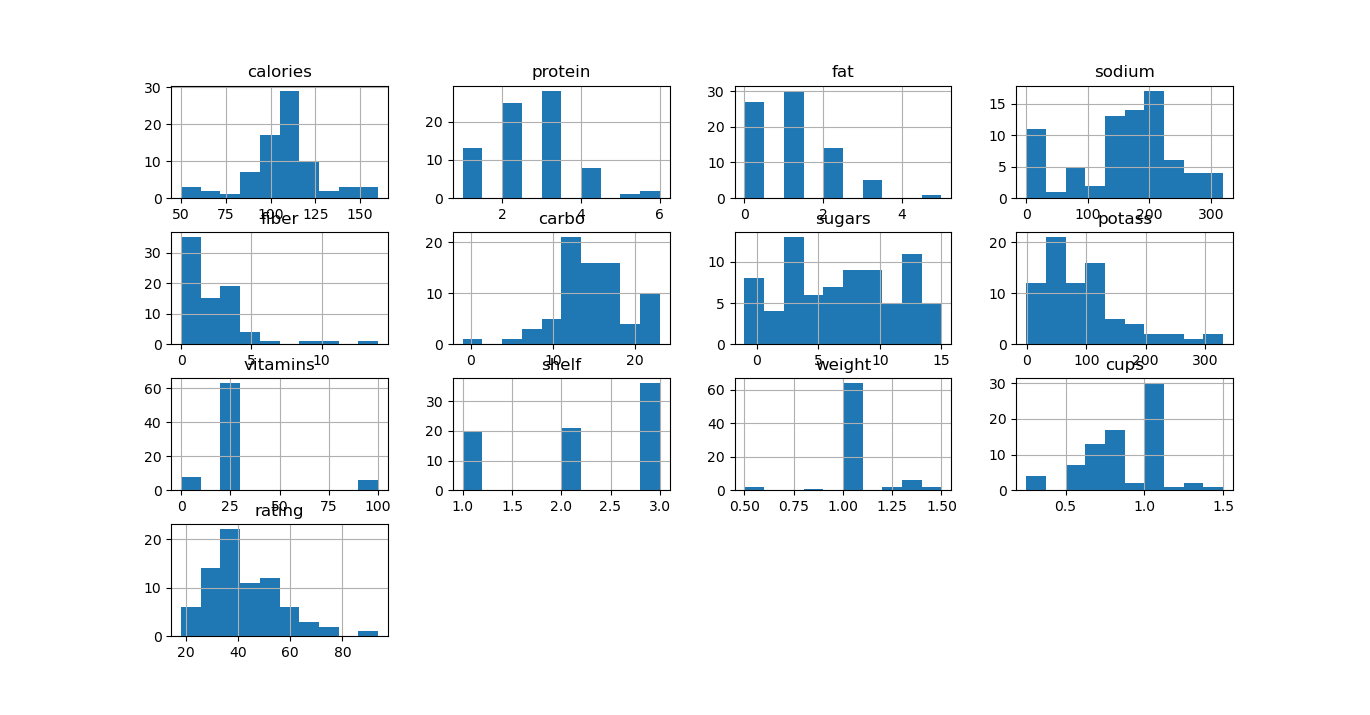 calories protein fat sodium
30 20 10 0
20 10 0
30 20 10 0
15 10 5 0
50 75 100 125 150
2 4 6
0 2 4
0 100 200 300
fiber carbo sugars potass
30 20 10 0
20 10 0
10 5 0
20 10 0
0 5 10
0 10 20
0 5 10 15
0 100 200 300
vitamins shelf weight cups
60 40 20 0
30 20 10 0
60 40 20 0
30 20 10 0
0 25 50 75 100
1.0 1.5 2.0 2.5 3.0
0.50 0.75 1.00 1.25 1.50
0.5 1.0 1.5
rating
20 10 0
20 40 60 80